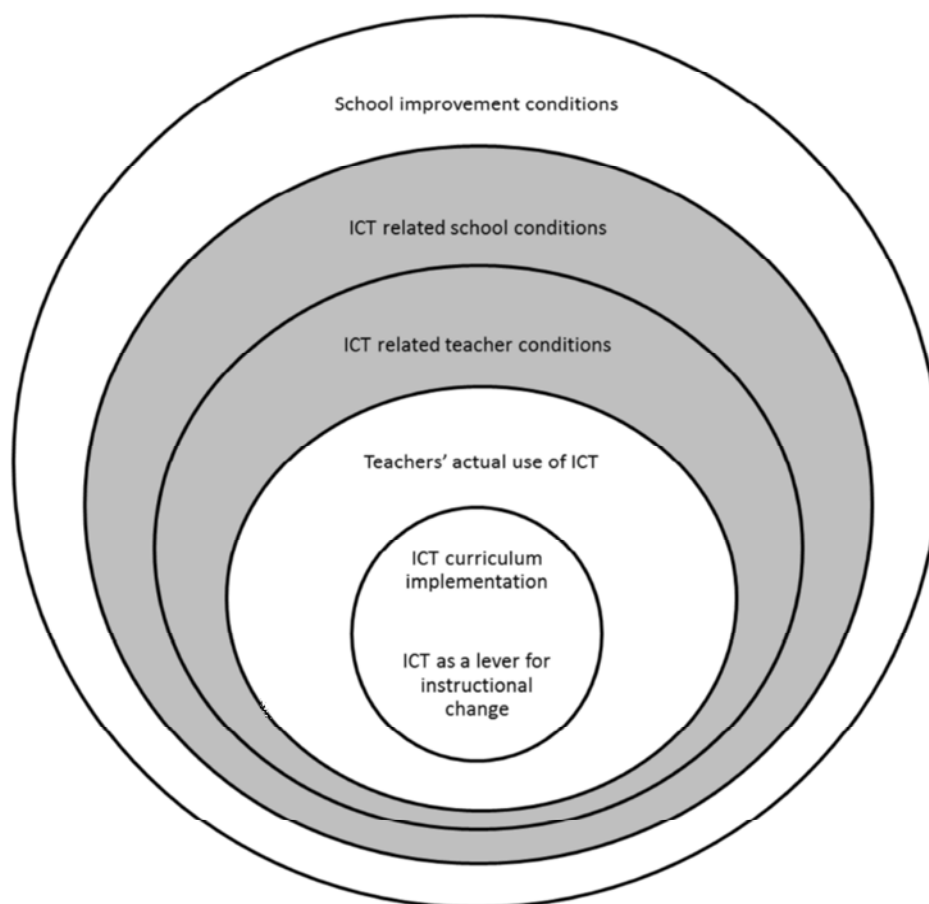 School improvement conditions
ICT related school conditions
ICT related teacher conditions
Teachers’ actual use of ICT
ICT curriculum
implementation
ICT as a lever for
instructional
change